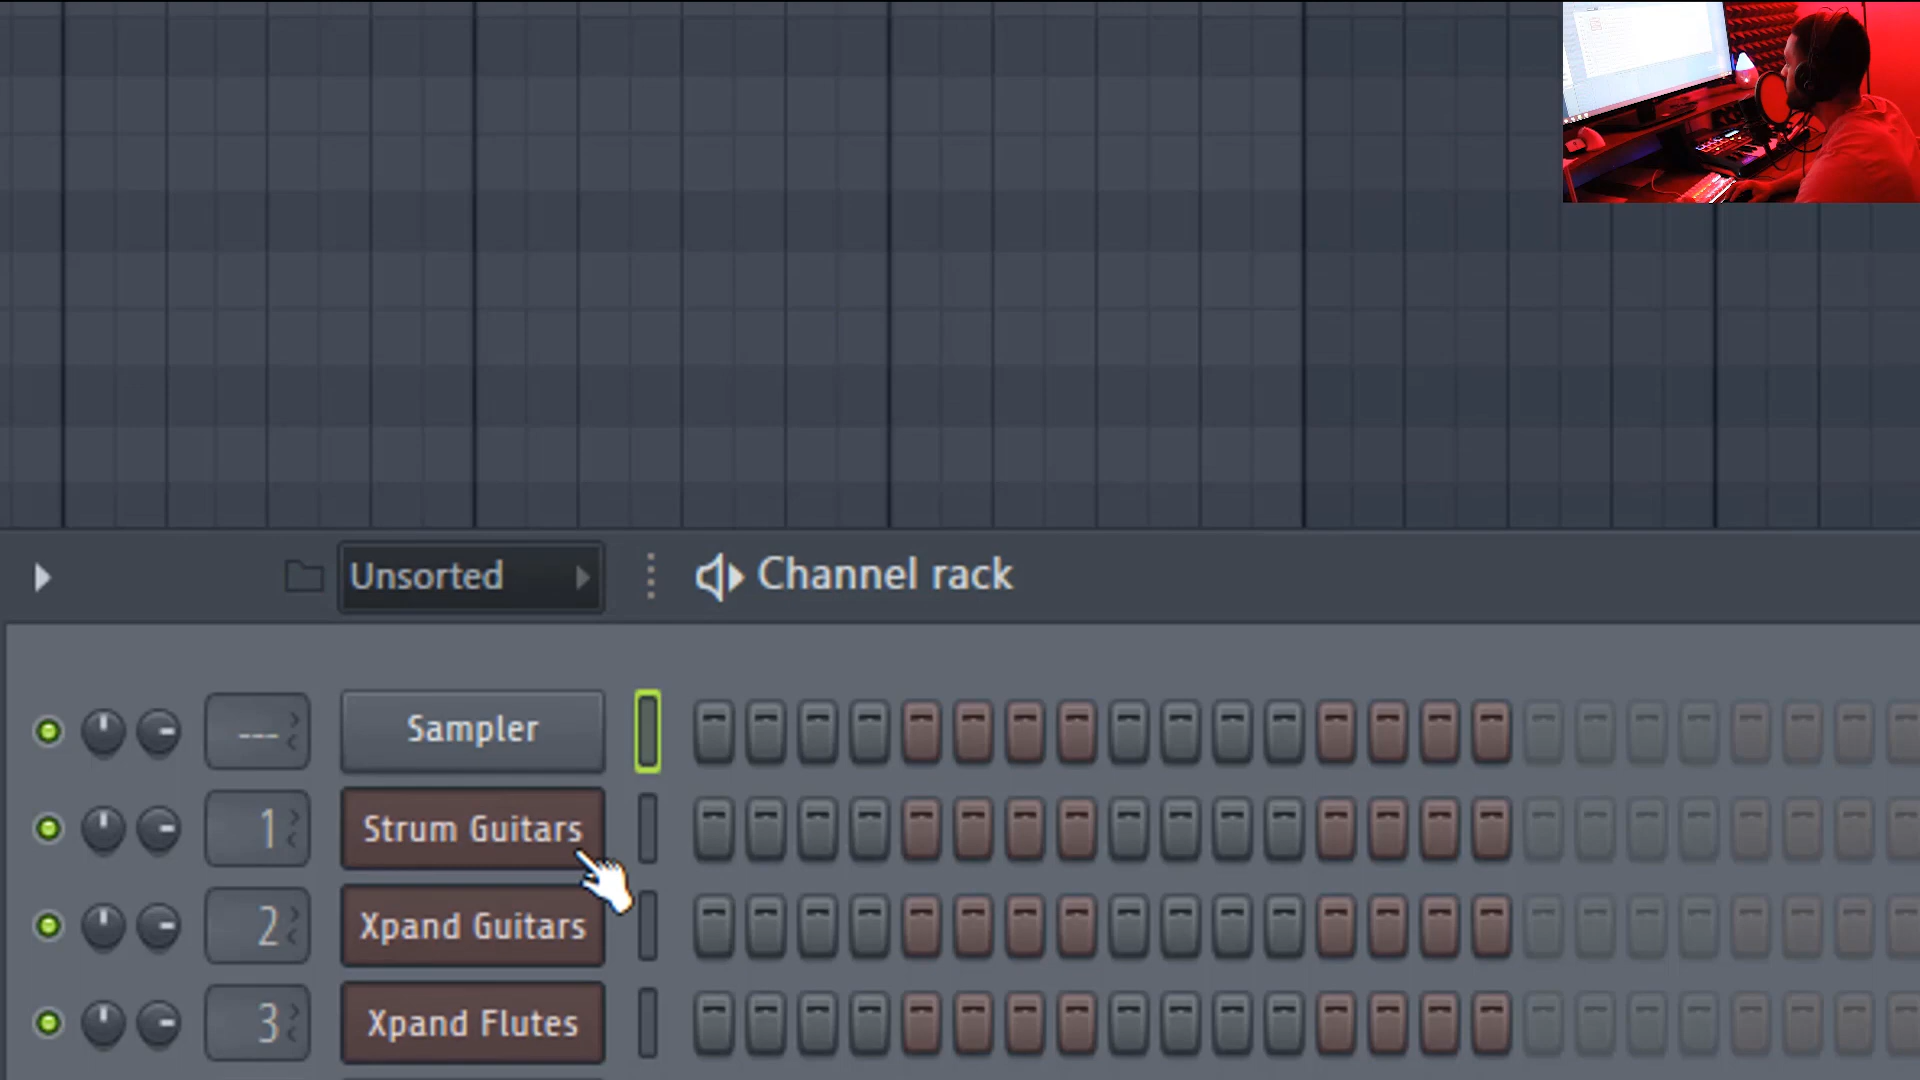 Unsorted
Channel rack
--- Sampler
1 Strum Guitars
2 Xpand Guitars
3 Xpand Flutes